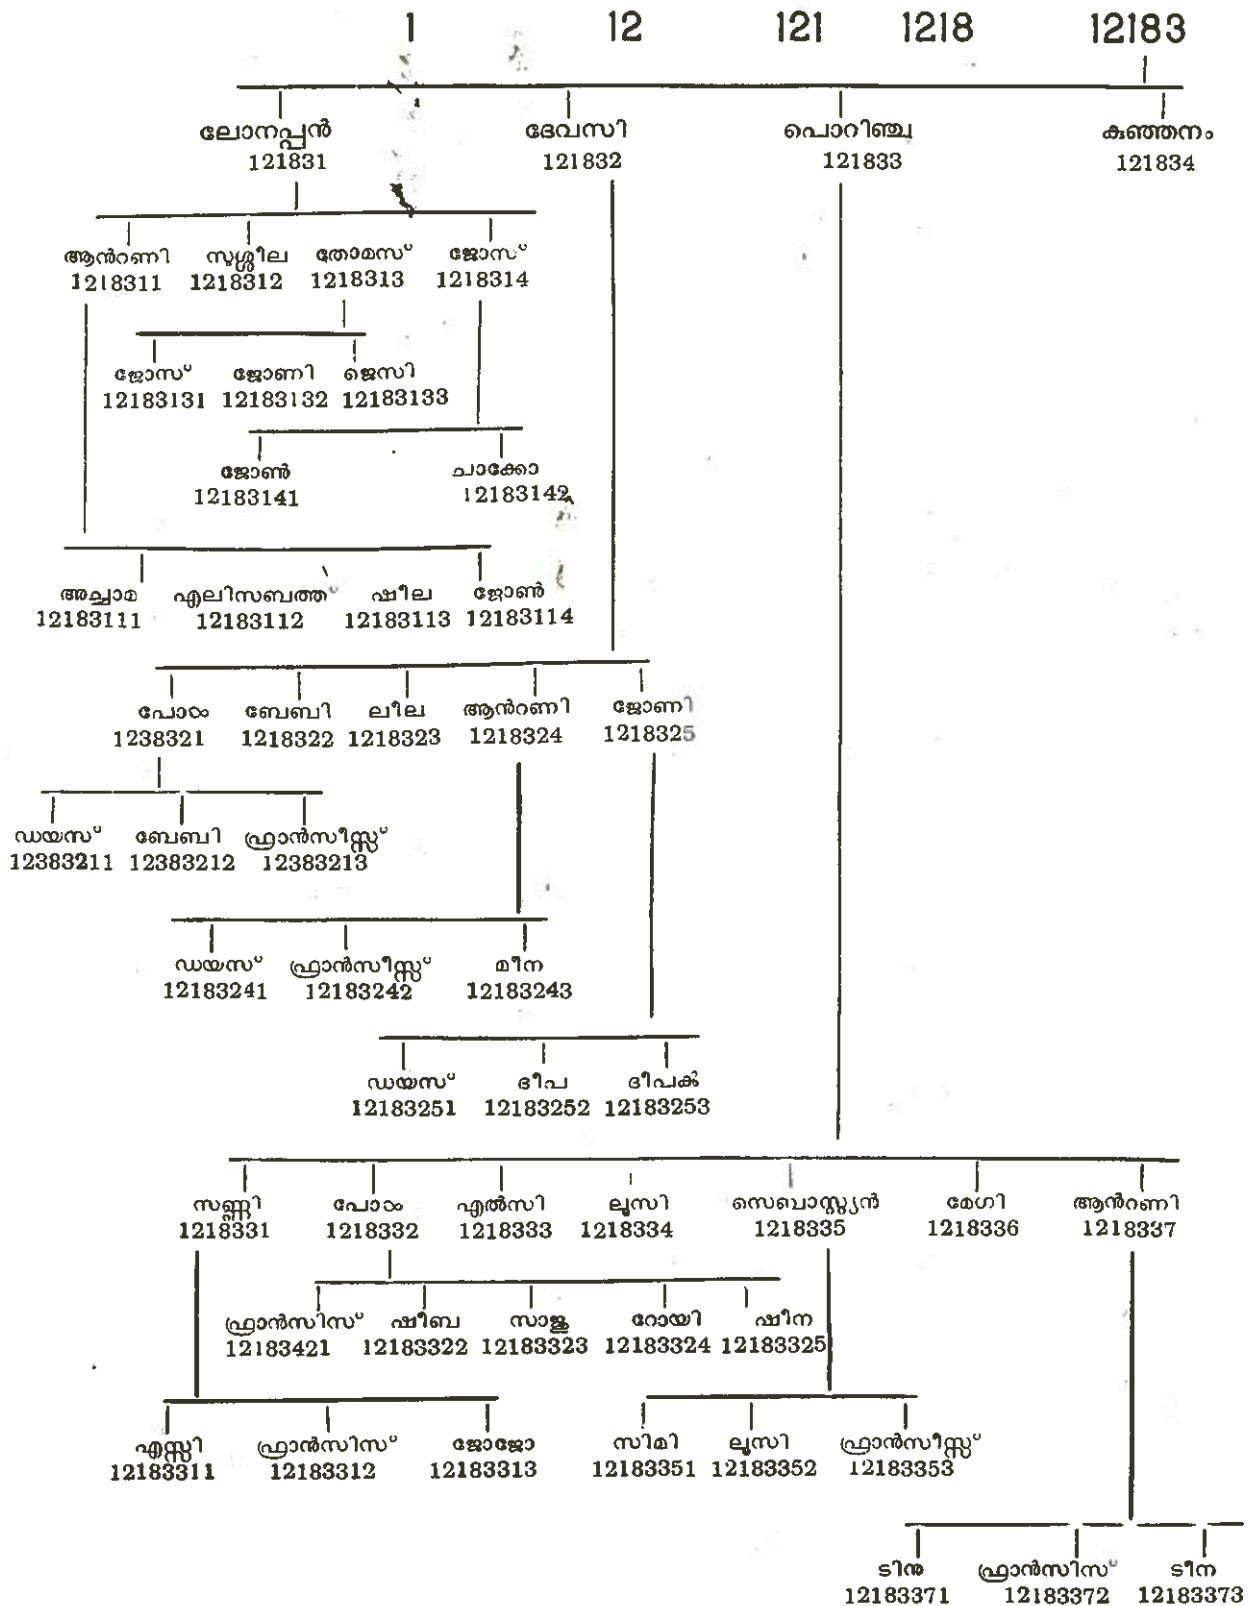 1 12 121 1218 12183
ലോനപ്പൻ ദേവസി പൊറിഞ്ചു കുഞ്ഞനം
121831 121832 121833 121834
ആൻറണി സുശ്ശീല തോമസ് ജോസ്
1218311 1218312 1218313 1218314
ജോസ് ജോണി ജെസി
12183131 12183132 12183133
ജോൺ ചാക്കോ
12183141 12183142
അച്ചാമ എലിസബത്ത് ഷീല ജോൺ
12183111 12183112 12183113 12183114
പോൾ ബേബി ലീല ആൻറണി ജോണി
1238321 1218322 1218323 1218324 1218325
ഡയസ് ബേബി ഫ്രാൻസീസ്സ്
12383211 12383212 12383213
ഡയസ് ഫ്രാൻസീസ്സ് മീന
12183241 12183242 12183243
ഡയസ് ദീപ ദീപക്
12183251 12183252 12183253
സണ്ണി പോൾ എൽസി ലൂസി സെബാസ്റ്റ്യൻ മേഗി ആൻറണി
1218331 1218332 1218333 1218334 1218335 1218336 1218337
ഫ്രാൻസിസ് ഷീബ സാജു റോയി ഷീന
12183421 12183322 12183323 12183324 12183325
എസ്സി ഫ്രാൻസിസ് ജോജോ സിമി ലൂസി ഫ്രാൻസീസ്സ്
12183311 12183312 12183313 12183351 12183352 12183353
ടിനു ഫ്രാൻസിസ് ടീന
12183371 12183372 12183373